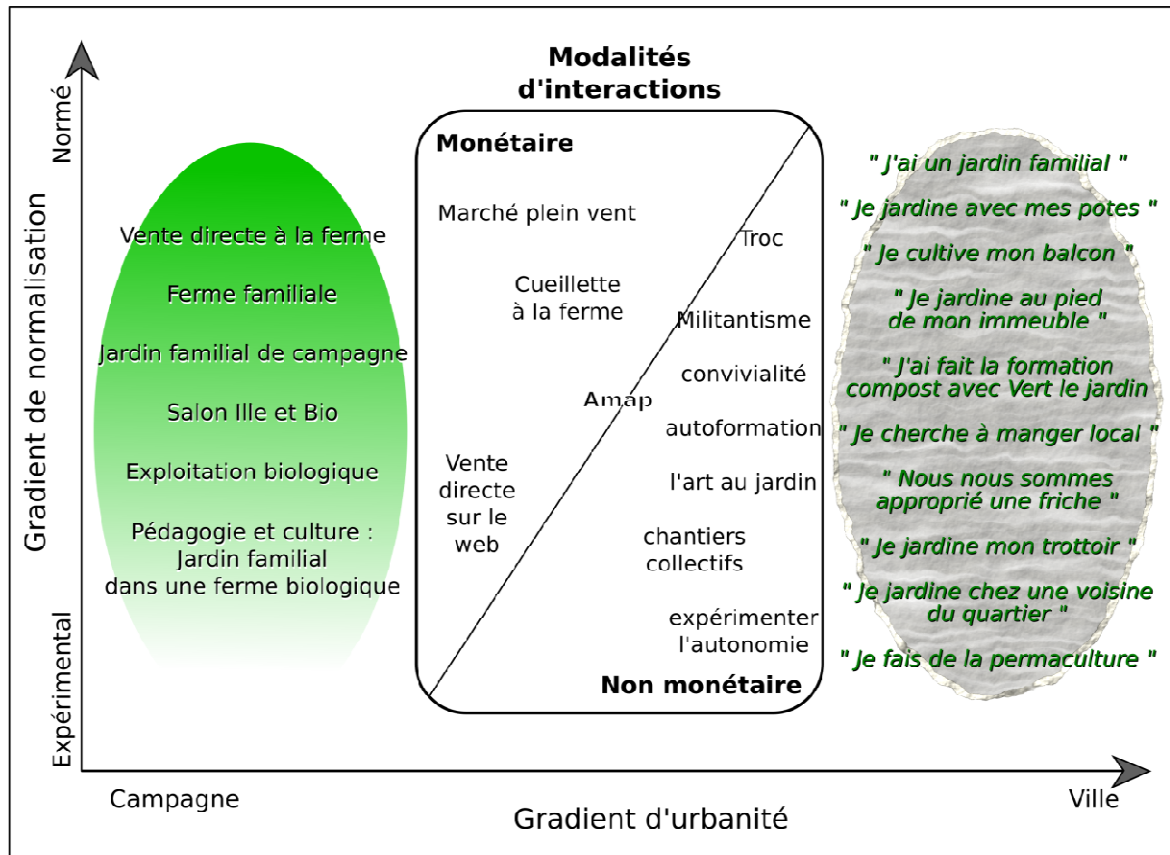 Modalités
d'interactions
Normé
Gradient de normalisation
Expérimental
Vente directe à la ferme
Ferme familiale
Jardin familial de campagne
Salon Ille et Bio
Exploitation biologique
Pédagogie et culture :
Jardin familial
dans une ferme biologique
Monétaire
Marché plein vent
Cueillette
à la ferme
Amap
Vente
directe
sur le
web
Troc
Militantisme
convivialité
autoformation
l'art au jardin
chantiers
collectifs
expérimenter
l'autonomie
Non monétaire
" J'ai un jardin familial "
" Je jardine avec mes potes "
" Je cultive mon balcon "
" Je jardine au pied
de mon immeuble "
" J'ai fait la formation
compost avec Vert le jardin
" Je cherche à manger local "
" Nous nous sommes
approprié une friche "
" Je jardine mon trottoir "
" Je jardine chez une voisine
du quartier "
" Je fais de la permaculture "
Campagne
Gradient d'urbanité
Ville